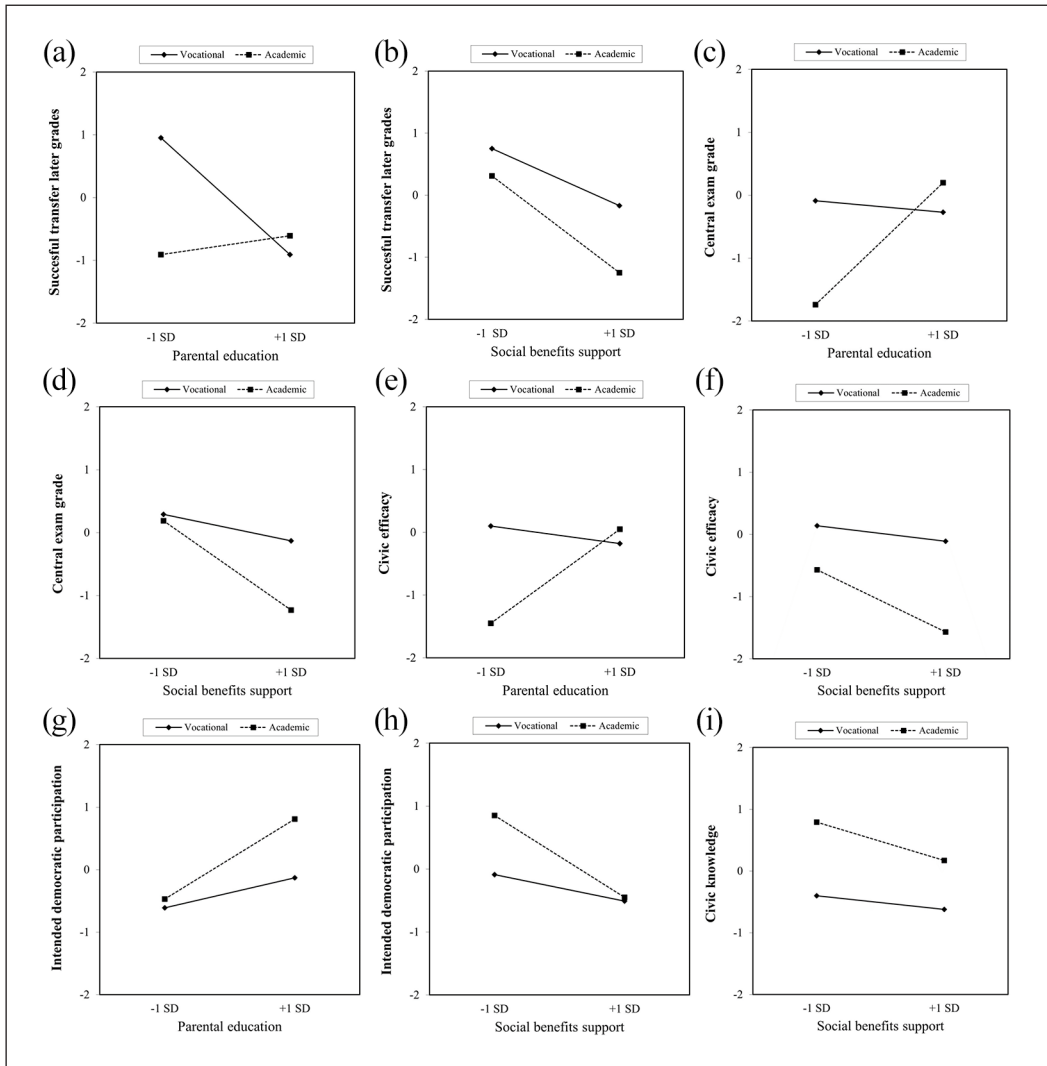 (a)
Vocational Academic
Succesful transfer later grades
2
1
0
-1
-2
-1 SD +1 SD
Parental education
(b)
Vocational Academic
Succesful transfer later grades
2
1
0
-1
-2
-1 SD +1 SD
Social benefits support
(c)
Vocational Academic
Central exam grade
2
1
0
-1
-2
-1 SD +1 SD
Parental education
(d)
Vocational Academic
Central exam grade
2
1
0
-1
-2
-1 SD +1 SD
Social benefits support
(e)
Vocational Academic
Civic efficacy
2
1
0
-1
-2
-1 SD +1 SD
Parental education
(f)
Vocational Academic
Civic efficacy
2
1
0
-1
-2
-1 SD +1 SD
Social benefits support
(g)
Vocational Academic
Intended democratic participation
2
1
0
-1
-2
-1 SD +1 SD
Parental education
(h)
Vocational Academic
Intended democratic participation
2
1
0
-1
-2
-1 SD +1 SD
Social benefits support
(i)
Vocational Academic
Civic knowledge
2
1
0
-1
-2
-1 SD +1 SD
Social benefits support